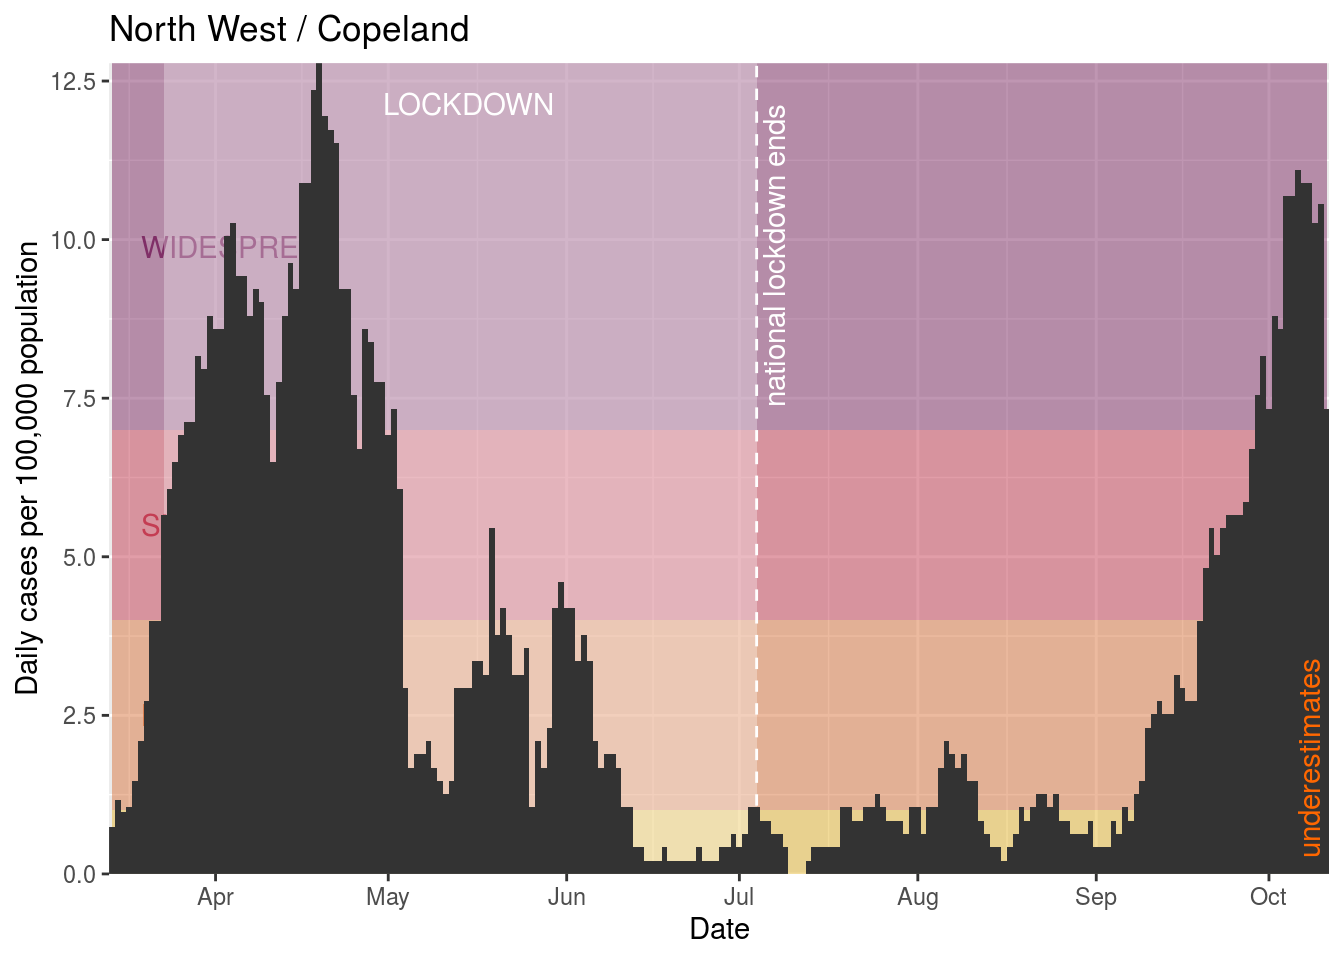 North West / Copeland
12.5
10.0
7.5
5.0
2.5
0.0
Daily cases per 100,000 population
LOCKDOWN
national lockdown ends
underestimates
Apr
May
Jun
Jul
Aug
Sep
Oct
Date